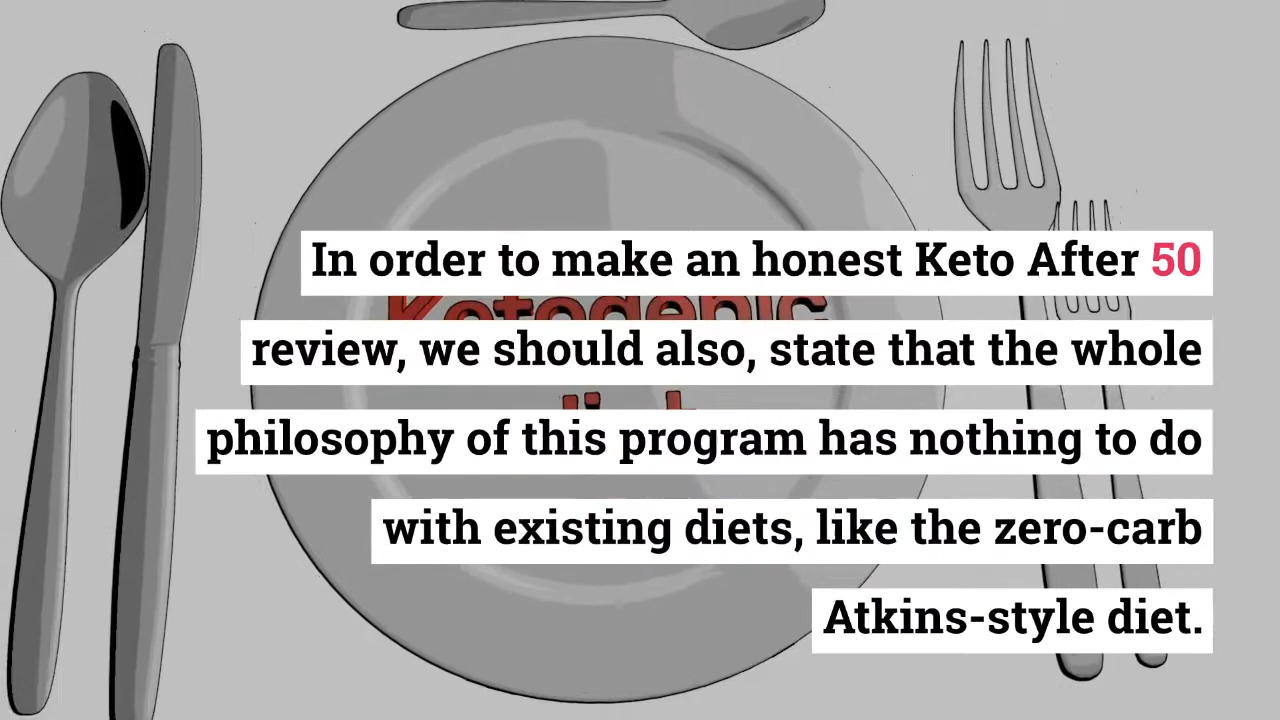 In order to make an honest Keto After 50
Ketogenic
review, we should also, state that the whole
philosophy of this program has nothing to do
with existing diets, like the zero-carb
Atkins-style diet.